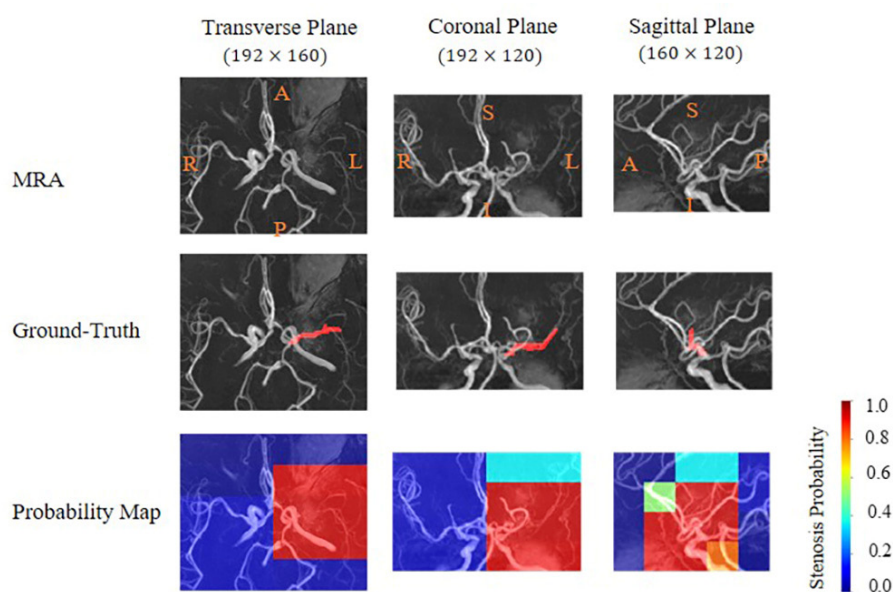 Transverse Plane Coronal Plane Sagittal Plane
(192 × 160) (192 × 120) (160 × 120)
MRA
A
R L
P
S
R L
I
S
A P
I
Ground-Truth
Probability Map
Stenosis Probability
1.0
0.8
0.6
0.4
0.2
0.0